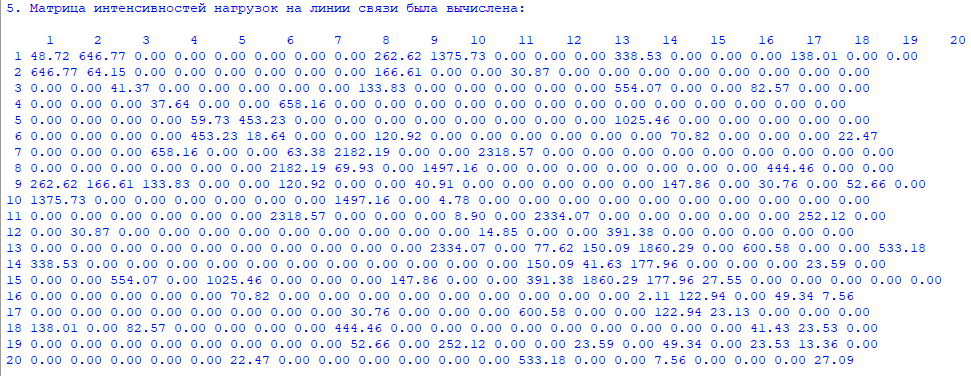 5. Матрица интенсивностей нагрузок на линии связи была вычислена:
1 2 3 4 5 6 7 8 9 10 11 12 13 14 15 16 17 18 19 20
1 48.72 646.77 0.00 0.00 0.00 0.00 0.00 262.62 1375.73 0.00 0.00 0.00 338.53 0.00 0.00 0.00 138.01 0.00 0.00
2 646.77 64.15 0.00 0.00 0.00 0.00 0.00 166.61 0.00 0.00 30.87 0.00 0.00 0.00 0.00 0.00 0.00 0.00
3 0.00 0.00 41.37 0.00 0.00 0.00 0.00 133.83 0.00 0.00 0.00 0.00 554.07 0.00 0.00 82.57 0.00 0.00
4 0.00 0.00 0.00 37.64 0.00 0.00 658.16 0.00 0.00 0.00 0.00 0.00 0.00 0.00 0.00 0.00 0.00 0.00
5 0.00 0.00 0.00 0.00 59.73 453.23 0.00 0.00 0.00 0.00 0.00 0.00 0.00 1025.46 0.00 0.00 0.00 0.00 0.00
6 0.00 0.00 0.00 0.00 453.23 18.64 0.00 0.00 120.92 0.00 0.00 0.00 0.00 0.00 0.00 70.82 0.00 0.00 0.00 22.47
7 0.00 0.00 0.00 658.16 0.00 0.00 63.38 2182.19 0.00 0.00 2318.57 0.00 0.00 0.00 0.00 0.00 0.00 0.00 0.00
8 0.00 0.00 0.00 0.00 0.00 0.00 2182.19 69.93 0.00 1497.16 0.00 0.00 0.00 0.00 0.00 0.00 444.46 0.00 0.00
9 262.62 166.61 133.83 0.00 0.00 120.92 0.00 0.00 40.91 0.00 0.00 0.00 0.00 0.00 147.86 0.00 30.76 0.00 52.66 0.00
10 1375.73 0.00 0.00 0.00 0.00 0.00 0.00 1497.16 0.00 4.78 0.00 0.00 0.00 0.00 0.00 0.00 0.00 0.00 0.00
11 0.00 0.00 0.00 0.00 0.00 0.00 2318.57 0.00 0.00 0.00 8.90 0.00 2334.07 0.00 0.00 0.00 0.00 0.00 252.12 0.00
12 0.00 30.87 0.00 0.00 0.00 0.00 0.00 0.00 0.00 0.00 14.85 0.00 0.00 391.38 0.00 0.00 0.00 0.00 0.00
13 0.00 0.00 0.00 0.00 0.00 0.00 0.00 0.00 0.00 0.00 2334.07 0.00 77.62 150.09 1860.29 0.00 600.58 0.00 0.00 533.18
14 338.53 0.00 0.00 0.00 0.00 0.00 0.00 0.00 0.00 0.00 0.00 0.00 150.09 41.63 177.96 0.00 0.00 0.00 23.59 0.00
15 0.00 0.00 554.07 0.00 1025.46 0.00 0.00 0.00 147.86 0.00 0.00 391.38 1860.29 177.96 27.55 0.00 0.00 0.00 0.00 0.00
16 0.00 0.00 0.00 0.00 0.00 70.82 0.00 0.00 0.00 0.00 0.00 0.00 0.00 0.00 0.00 2.11 122.94 0.00 49.34 7.56
17 0.00 0.00 0.00 0.00 0.00 0.00 0.00 0.00 30.76 0.00 0.00 0.00 600.58 0.00 0.00 122.94 23.13 0.00 0.00 0.00
18 138.01 0.00 82.57 0.00 0.00 0.00 0.00 0.00 444.46 0.00 0.00 0.00 0.00 0.00 0.00 0.00 0.00 41.43 23.53 0.00
19 0.00 0.00 0.00 0.00 0.00 0.00 0.00 0.00 52.66 0.00 252.12 0.00 0.00 23.59 0.00 49.34 0.00 23.53 13.36 0.00
20 0.00 0.00 0.00 0.00 0.00 22.47 0.00 0.00 0.00 0.00 0.00 0.00 533.18 0.00 0.00 7.56 0.00 0.00 0.00 27.09